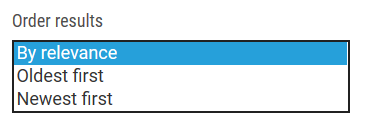 Order results
By relevance
Oldest first
Newest first